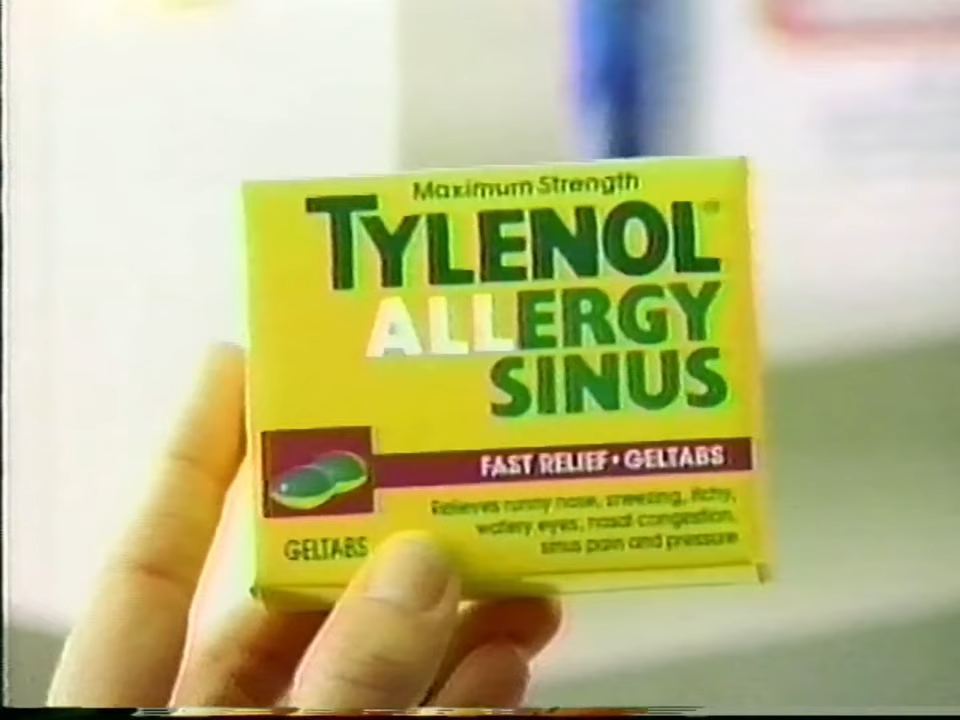 Maximum Strength
TYLENOL®
ALLERGY
SINUS
FAST RELIEF • GELTABS
Relieves runny nose, sneezing, itchy,
watery eyes, nasal congestion,
sinus pain and pressure
GELTABS